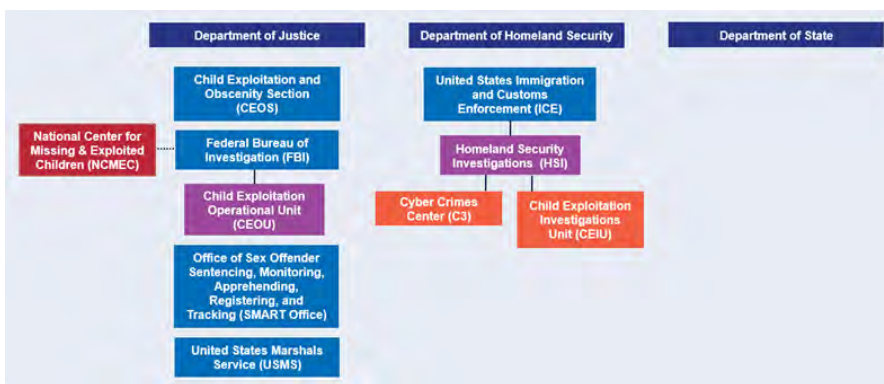 Department of Justice
Department of Homeland Security
Department of State
Child Exploitation and
Obscenity Section
(CEOS)
United States Immigration
and Customs
Enforcement (ICE)
National Center for
Missing & Exploited
Children (NCMEC)
Federal Bureau of
Investigation (FBI)
Homeland Security
Investigations (HSI)
Child Exploitation
Operational Unit
(CEOU)
Cyber Crimes
Center (C3)
Child Exploitation
Investigations
Unit (CEIU)
Office of Sex Offender
Sentencing, Monitoring,
Apprehending,
Registering, and
Tracking (SMART Office)
United States Marshals
Service (USMS)